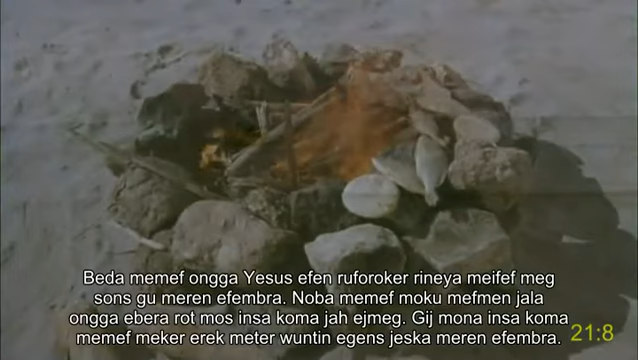 Beda memef ongga Yesus efen ruforoker rineya meifef meg
sons gu meren efembra. Noba memef moku mefmen jala
ongga ebera rot mos insa koma jah ejmeg. Gij mona insa koma
memef meker erek meter wuntin egens jeska meren efembra.
21:8